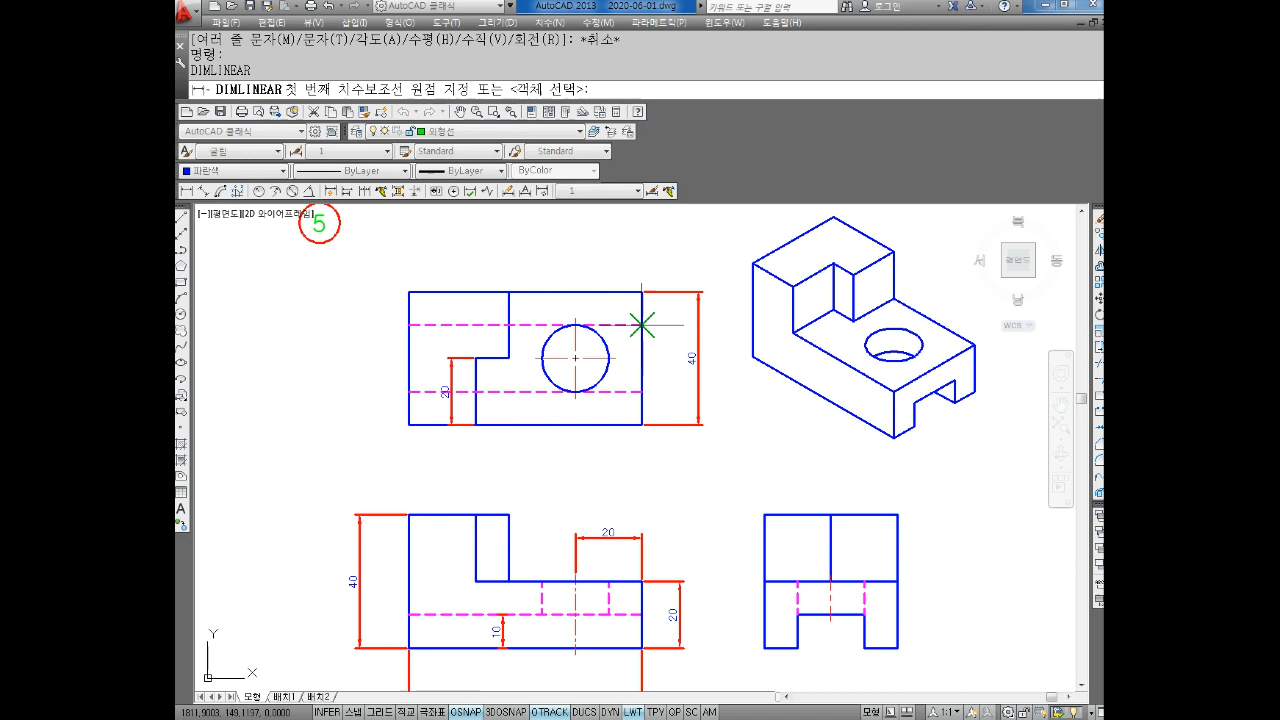 AutoCAD 클래식
AutoCAD 2013 2020-06-01.dwg
키워드 또는 구절 입력
로그인
파일(F) 편집(E) 뷰(V) 삽입(I) 형식(O) 도구(T) 그리기(D) 치수(N) 수정(M) 파라메트릭(P) 윈도우(W) 도움말(H)
[여러 줄 문자(M)/문자(T)/각도(A)/수평(H)/수직(V)/회전(R)]: *취소*
명령:
DIMLINEAR
DIMLINEAR 첫 번째 치수보조선 원점 지정 또는 <객체 선택>:
AutoCAD 클래식
외형선
굴림 1 Standard Standard
파란색 ByLayer ByLayer ByColor
1
[-][평면도][2D 와이어프레임]
5
북
서 평면도 동
남
WCS
40
20
20
40
20
10
Y
X
모형 배치1 배치2
1811,9003, 149,1197, 0,0000 INFER 스냅 그리드 직교 극좌표 OSNAP 3DOSNAP OTRACK DUCS DYN LWT TPY QP SC AM
모형 1:1